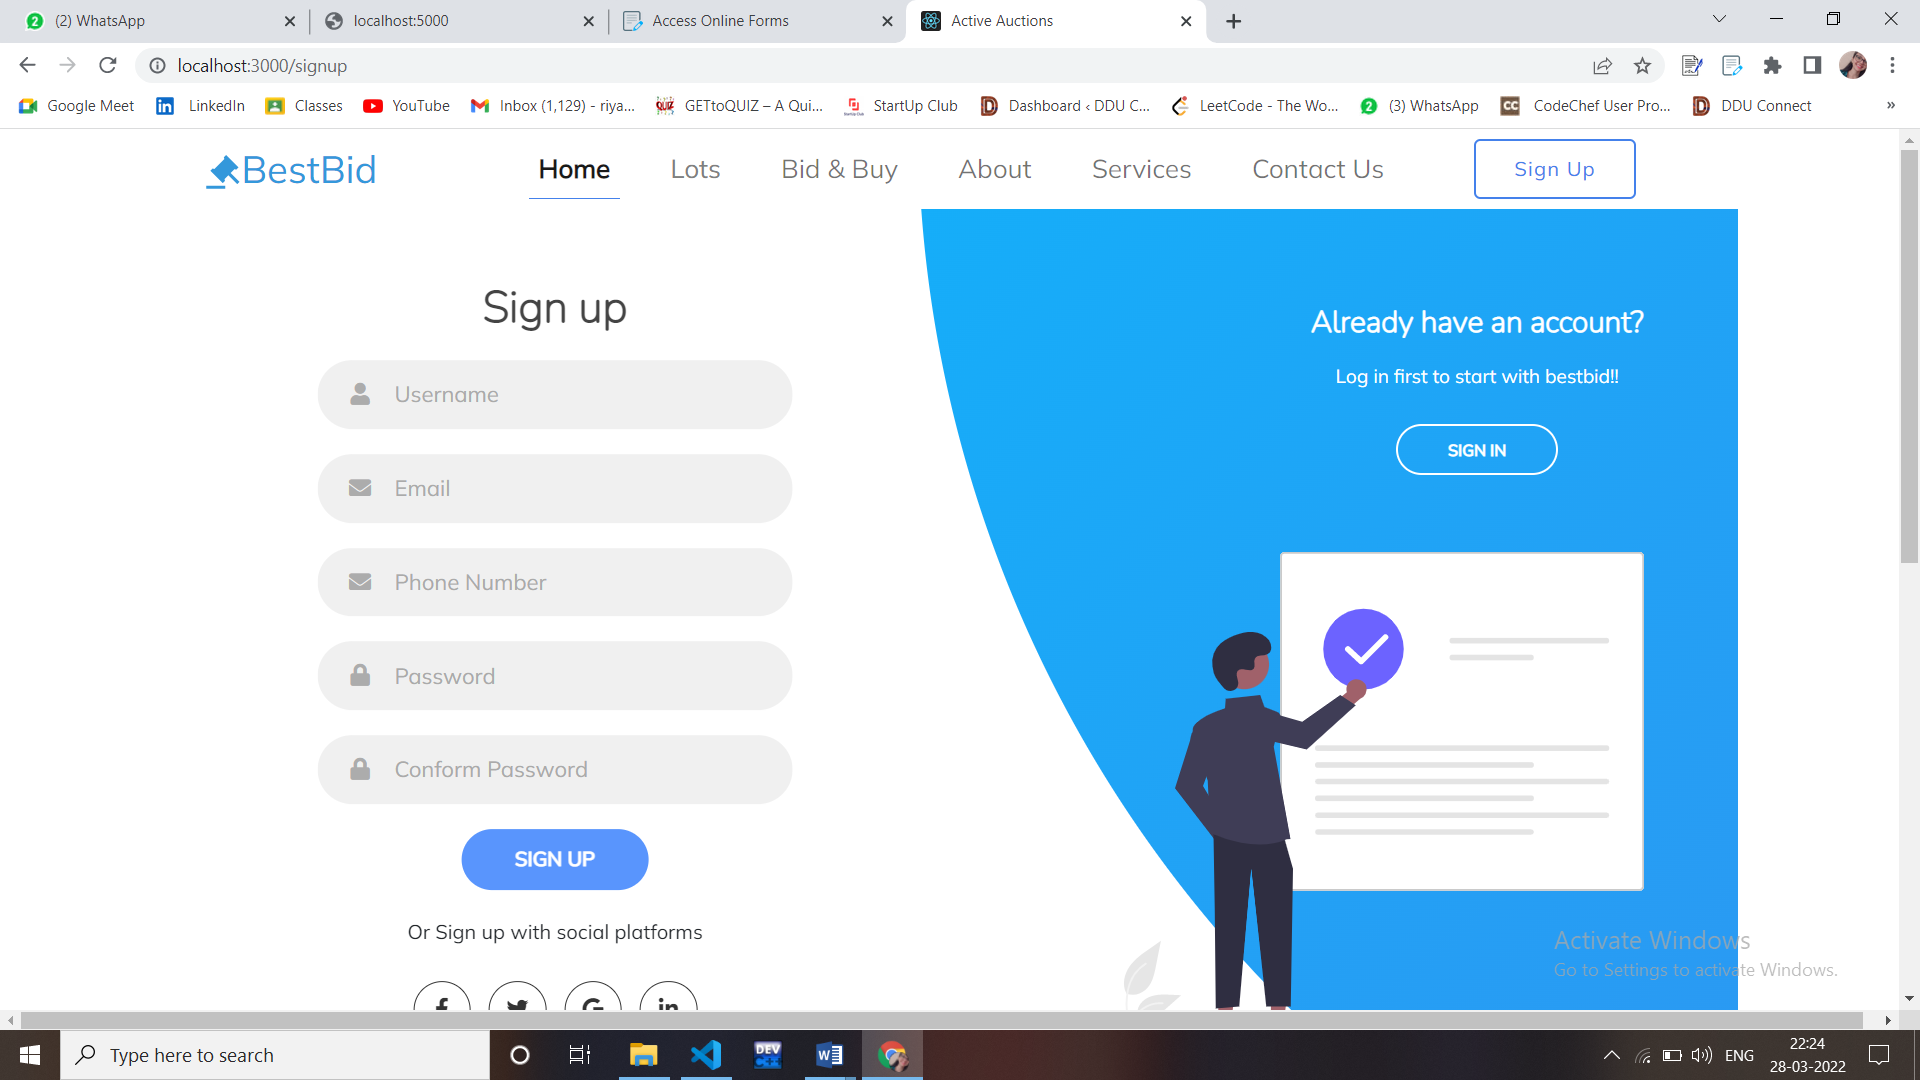 (2) WhatsApp
localhost:5000
Access Online Forms
Active Auctions
localhost:3000/signup
Google Meet
LinkedIn
Classes
YouTube
Inbox (1,129) - riya...
GETtoQUIZ – A Qui...
StartUp Club
Dashboard ‹ DDU C...
LeetCode - The Wo...
(3) WhatsApp
CodeChef User Pro...
DDU Connect
»
BestBid
Home
Lots
Bid & Buy
About
Services
Contact Us
Sign Up
Sign up
Username
Email
Phone Number
Password
Conform Password
SIGN UP
Or Sign up with social platforms
Already have an account?
Log in first to start with bestbid!!
SIGN IN
Activate Windows
Go to Settings to activate Windows.
Type here to search
DEV
C++
ENG
22:24
28-03-2022